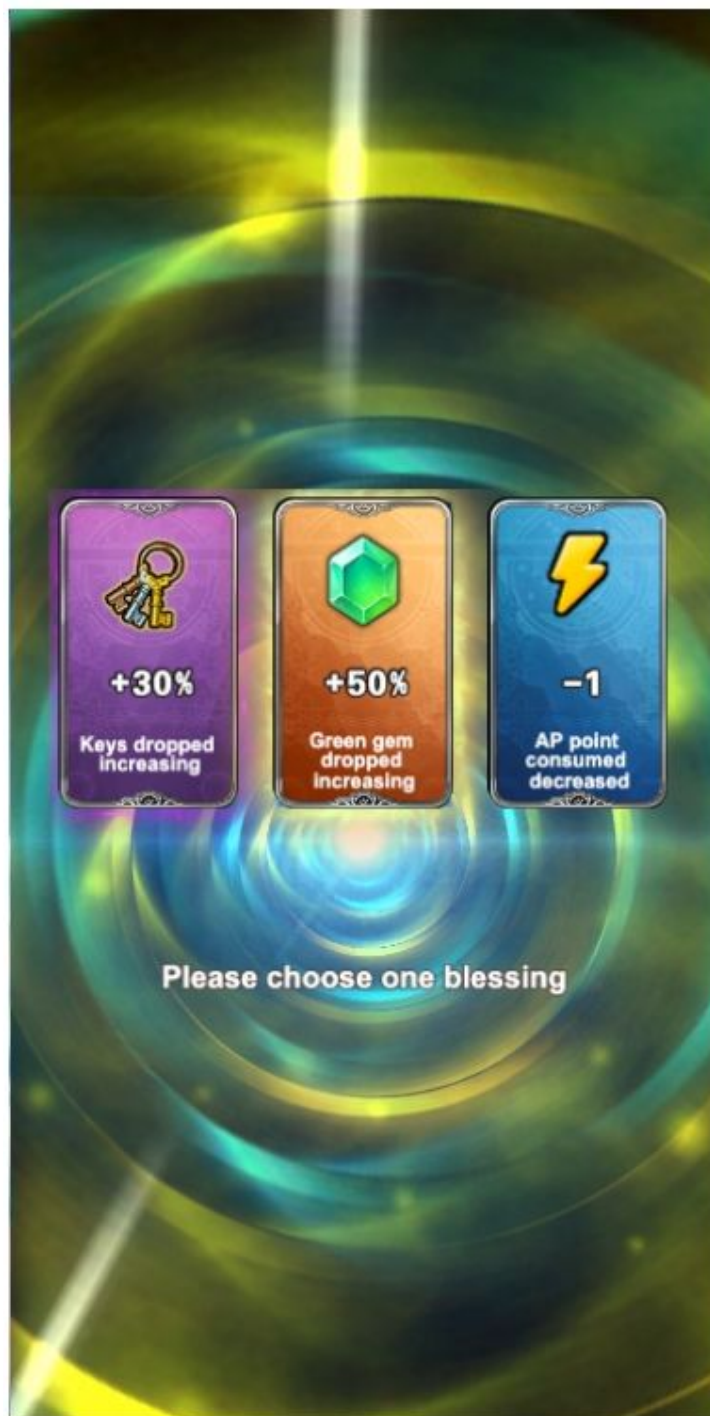 +30%
Keys dropped
increasing
+50%
Green gem
dropped
increasing
-1
AP point
consumed
decreased
Please choose one blessing